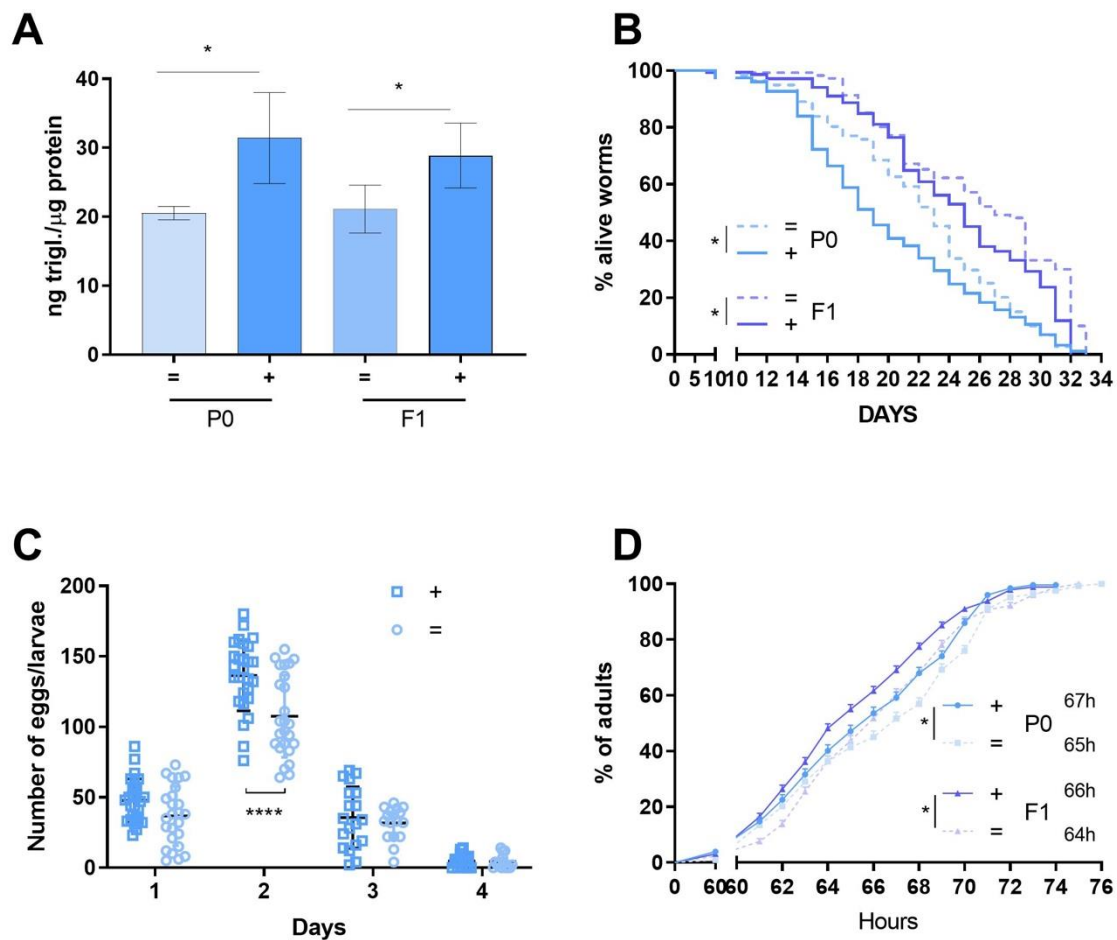 A
* *
40
30
20
10
0
ng trigl./μg protein
= + = +
P0 F1
B
100
80
60
40
20
0
% alive worms
=
* P0
+
=
* F1
+
0 5 10 10 12 14 16 18 20 22 24 26 28 30 32 34
DAYS
C
200
150
100
50
0
Number of eggs/larvae
+
=
****
1 2 3 4
Days
D
100
80
60
40
20
0
% of adults
+ 67h
* P0
= 65h
+ 66h
* F1
= 64h
0 60 60 62 64 66 68 70 72 74 76
Hours